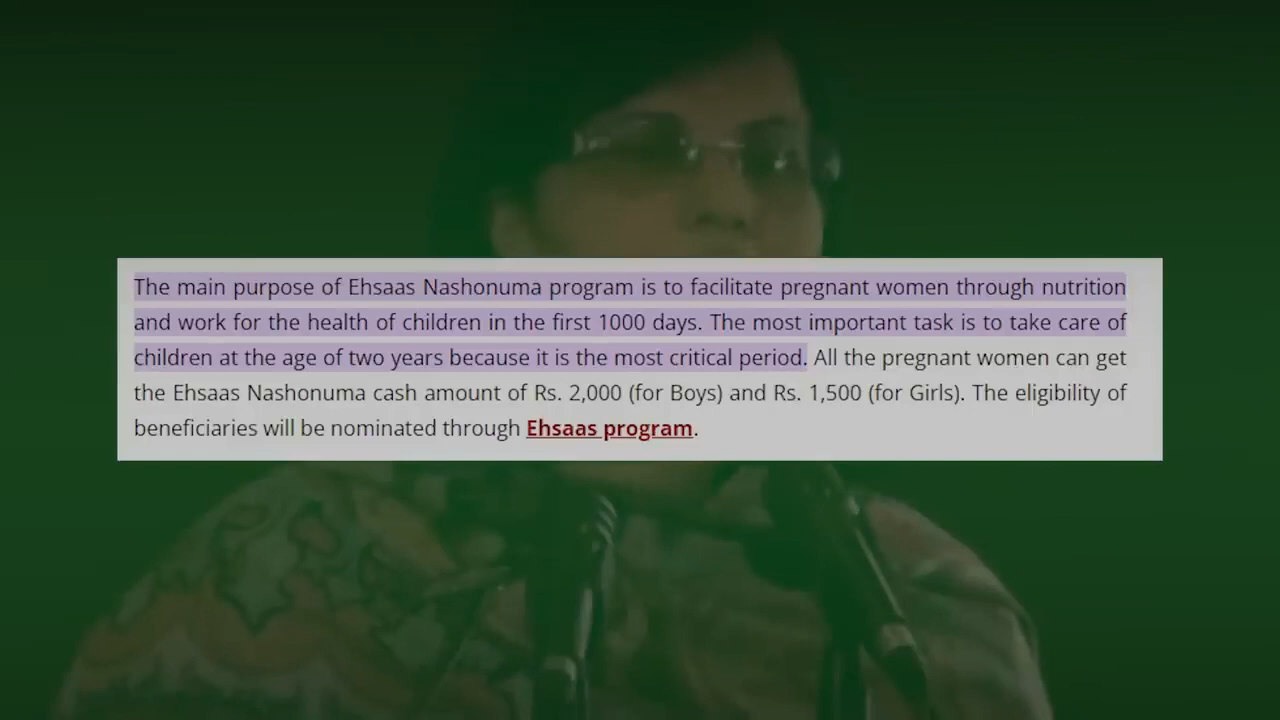 The main purpose of Ehsaas Nashonuma program is to facilitate pregnant women through nutrition
and work for the health of children in the first 1000 days. The most important task is to take care of
children at the age of two years because it is the most critical period. All the pregnant women can get
the Ehsaas Nashonuma cash amount of Rs. 2,000 (for Boys) and Rs. 1,500 (for Girls). The eligibility of
beneficiaries will be nominated through Ehsaas program.